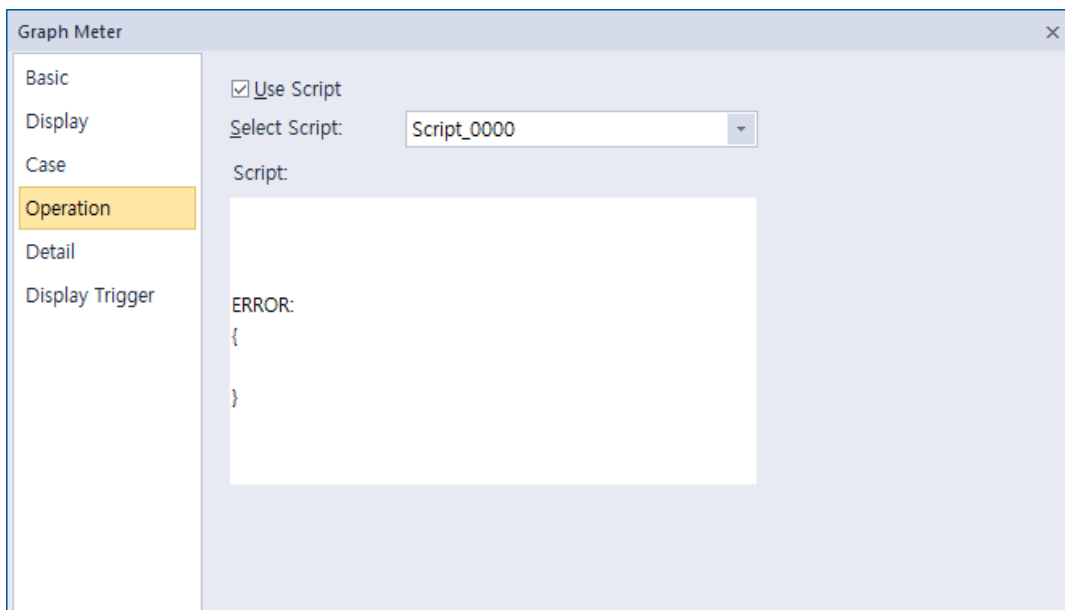 Graph Meter
Basic
Display
Case
Operation
Detail
Display Trigger
Use Script
Select Script: Script_0000
Script:
ERROR:
{
}